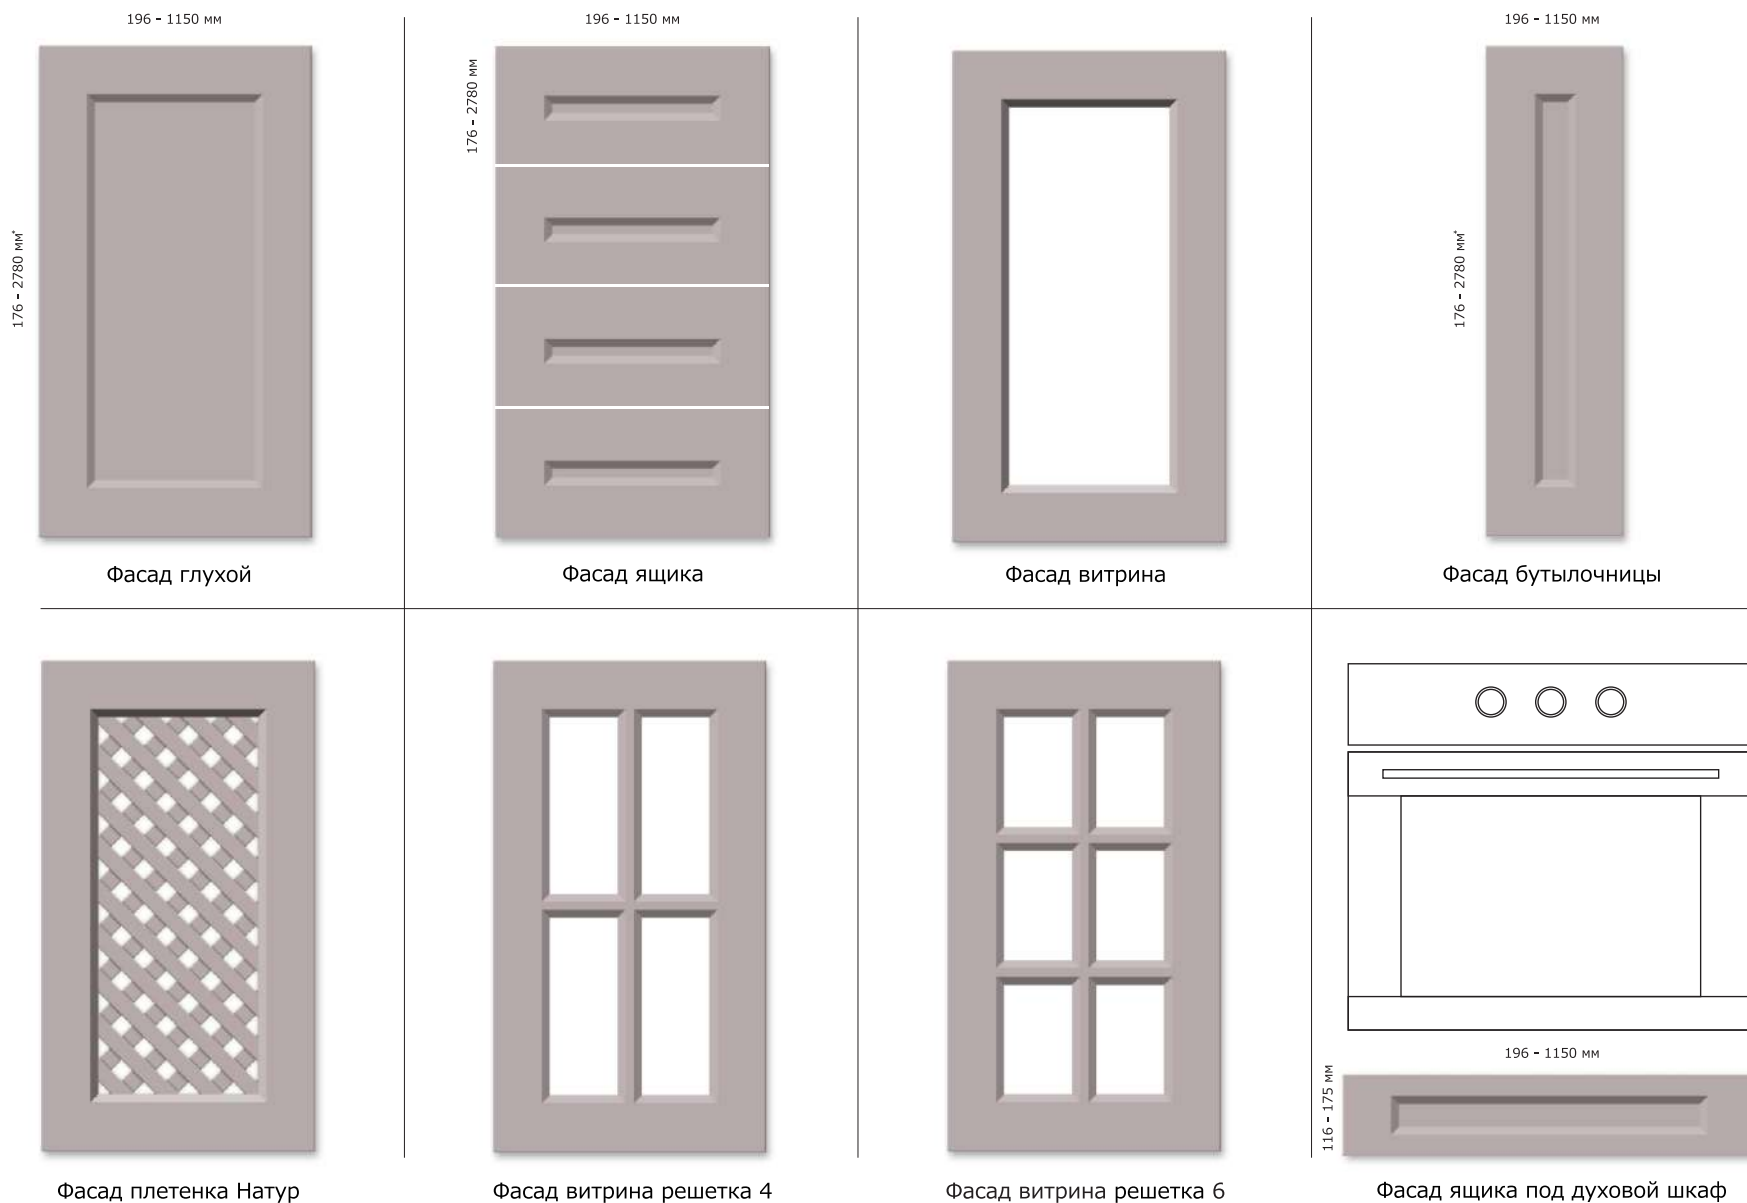 196 - 1150 мм
196 - 1150 мм
196 - 1150 мм
176 - 2780 мм*
176 - 2780 мм
176 - 2780 мм*
Фасад глухой
Фасад ящика
Фасад витрина
Фасад бутылочницы
196 - 1150 мм
116 - 175 мм
Фасад плетенка Натур
Фасад витрина решетка 4
Фасад витрина решетка 6
Фасад ящика под духовой шкаф